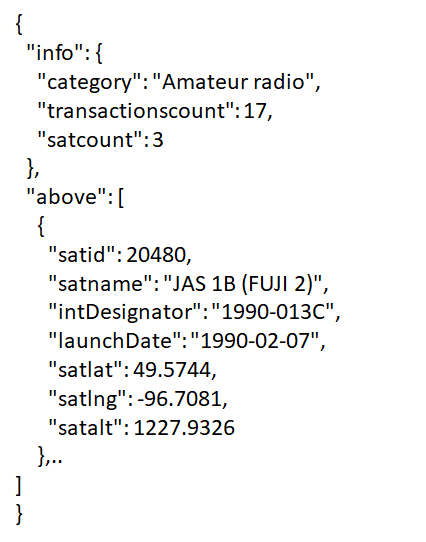 {
"info": {
"category": "Amateur radio",
"transactionscount": 17,
"satcount": 3
},
"above": [
{
"satid": 20480,
"satname": "JAS 1B (FUJI 2)",
"intDesignator": "1990-013C",
"launchDate": "1990-02-07",
"satlat": 49.5744,
"satlng": -96.7081,
"satalt": 1227.9326
},..
]
}